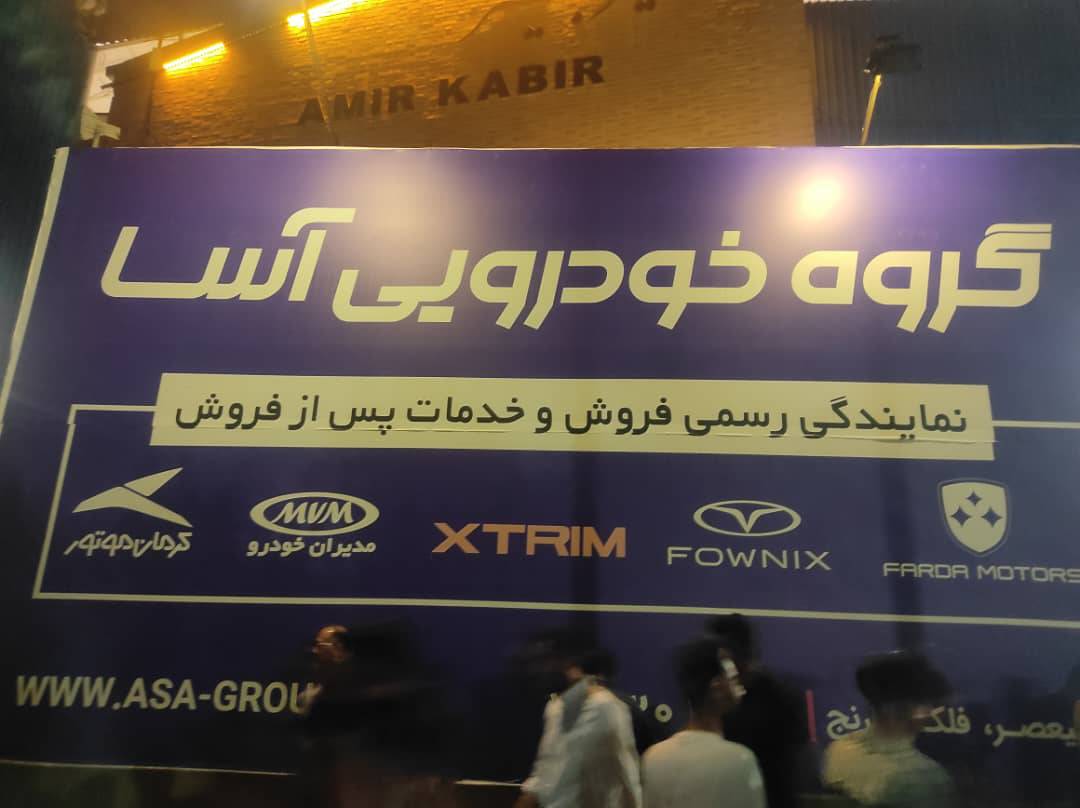 AMIR KABIR
گروه خودرویی آسا
نمایندگی رسمی فروش و خدمات پس از فروش
کرمان‌موتور
MVM
مدیران خودرو
XTRIM
FOWNIX
FARDA MOTORS
WWW.ASA-GROU